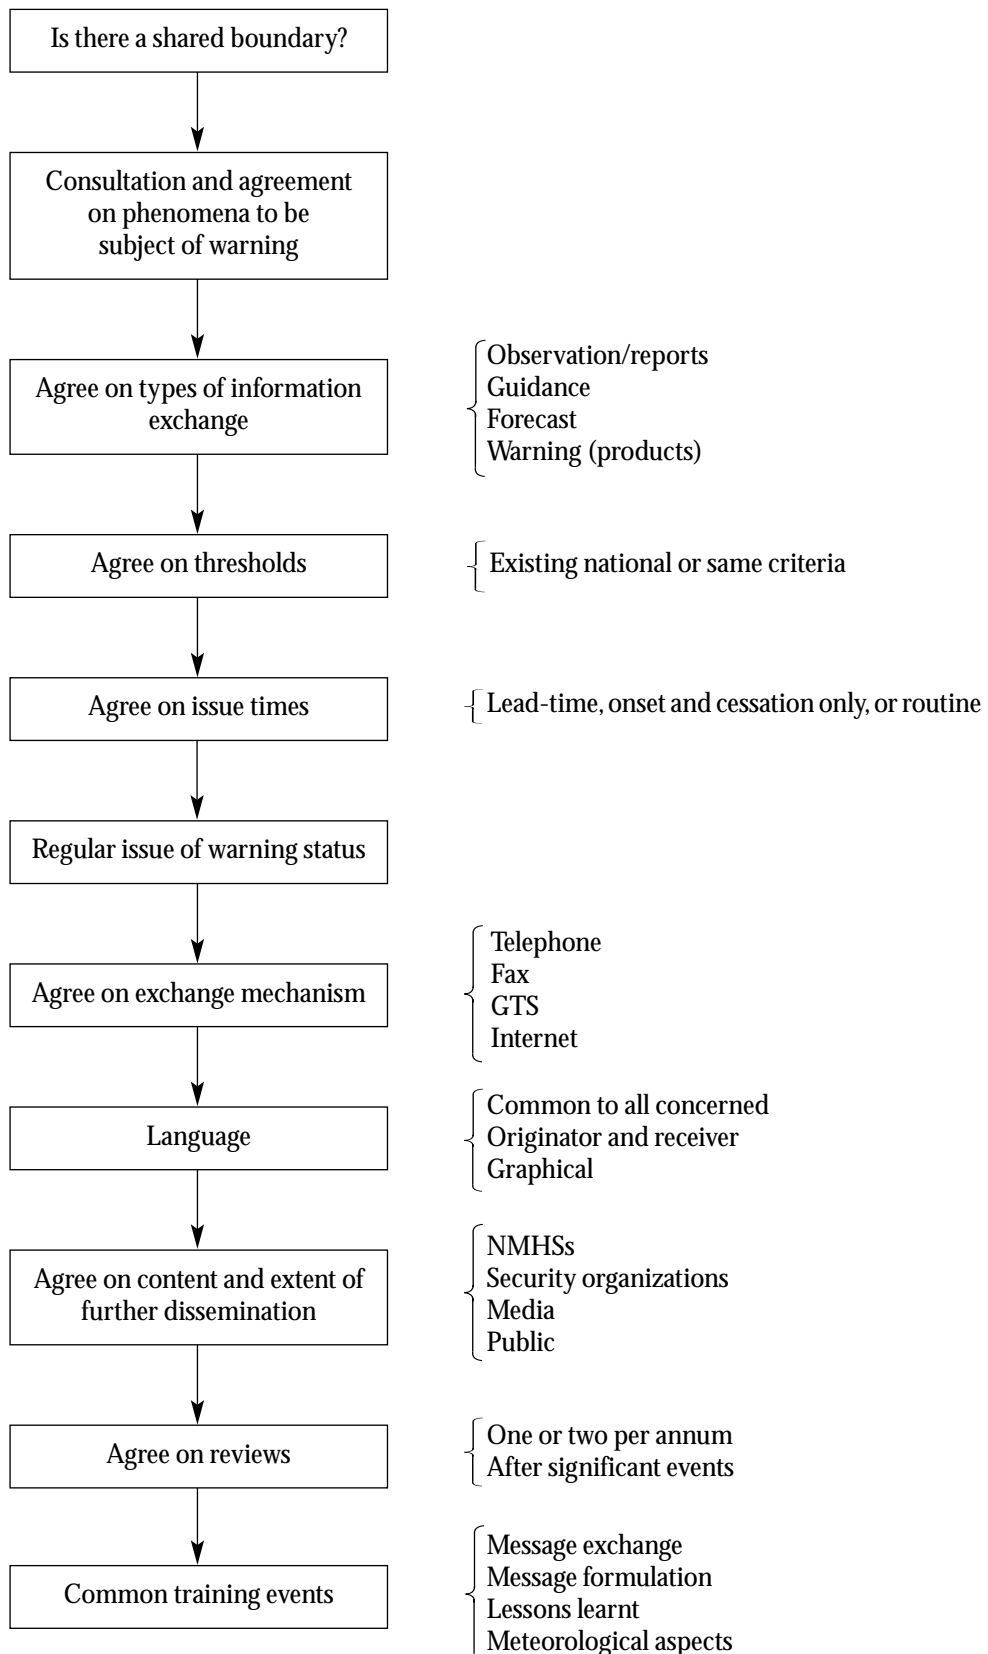 Is there a shared boundary?
Consultation and agreement
on phenomena to be
subject of warning
Agree on types of information
exchange
Observation/reports
Guidance
Forecast
Warning (products)
Agree on thresholds
Existing national or same criteria
Agree on issue times
Lead-time, onset and cessation only, or routine
Regular issue of warning status
Agree on exchange mechanism
Telephone
Fax
GTS
Internet
Language
Common to all concerned
Originator and receiver
Graphical
Agree on content and extent of
further dissemination
NMHSs
Security organizations
Media
Public
Agree on reviews
One or two per annum
After significant events
Common training events
Message exchange
Message formulation
Lessons learnt
Meteorological aspects